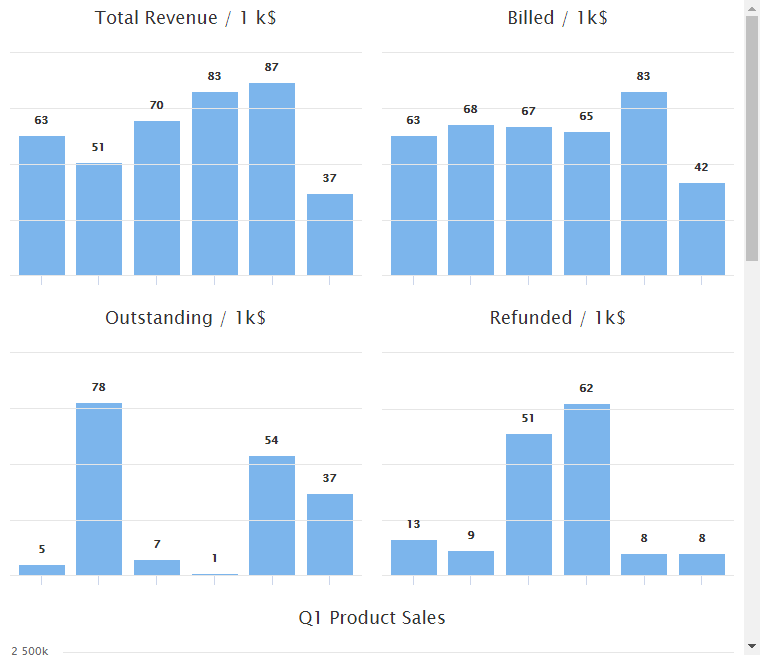 Total Revenue / 1 k$
63 51 70 83 87 37
Billed / 1k$
63 68 67 65 83 42
Outstanding / 1k$
5 78 7 1 54 37
Refunded / 1k$
13 9 51 62 8 8
Q1 Product Sales
2 500k